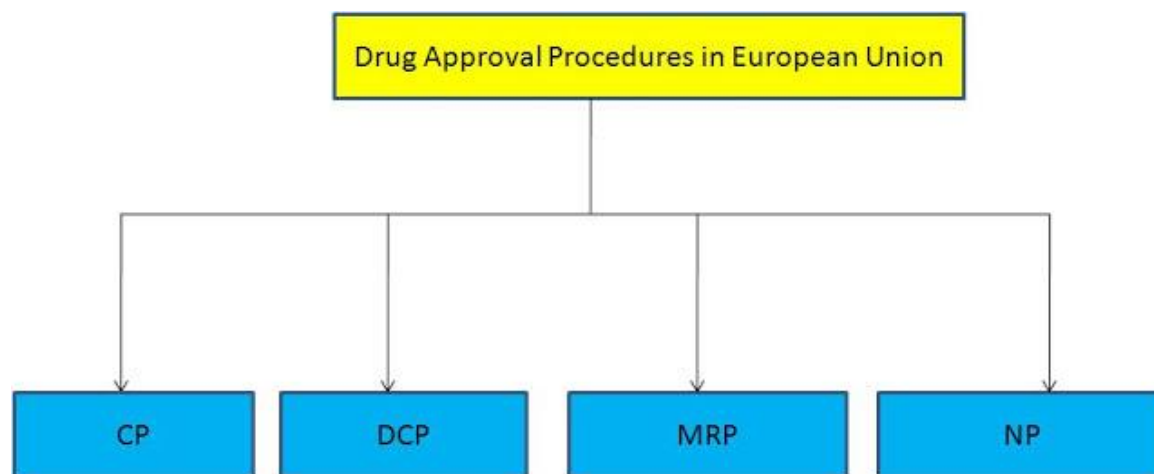 Drug Approval Procedures in European Union
CP
DCP
MRP
NP